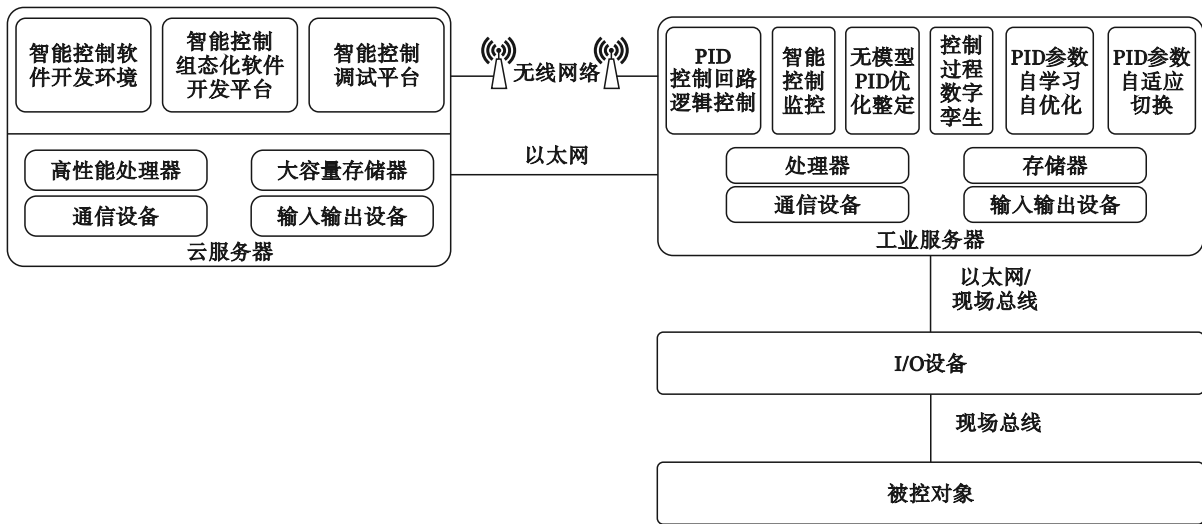 智能控制软
件开发环境
智能控制
组态化软件
开发平台
智能控制
调试平台
高性能处理器
大容量存储器
通信设备
输入输出设备
云服务器
无线网络
以太网
PID
控制回路
逻辑控制
智能
控制
监控
无模型
PID优
化整定
控制
过程
数字
孪生
PID参数
自学习
自优化
PID参数
自适应
切换
处理器
存储器
通信设备
输入输出设备
工业服务器
以太网/
现场总线
I/O设备
现场总线
被控对象